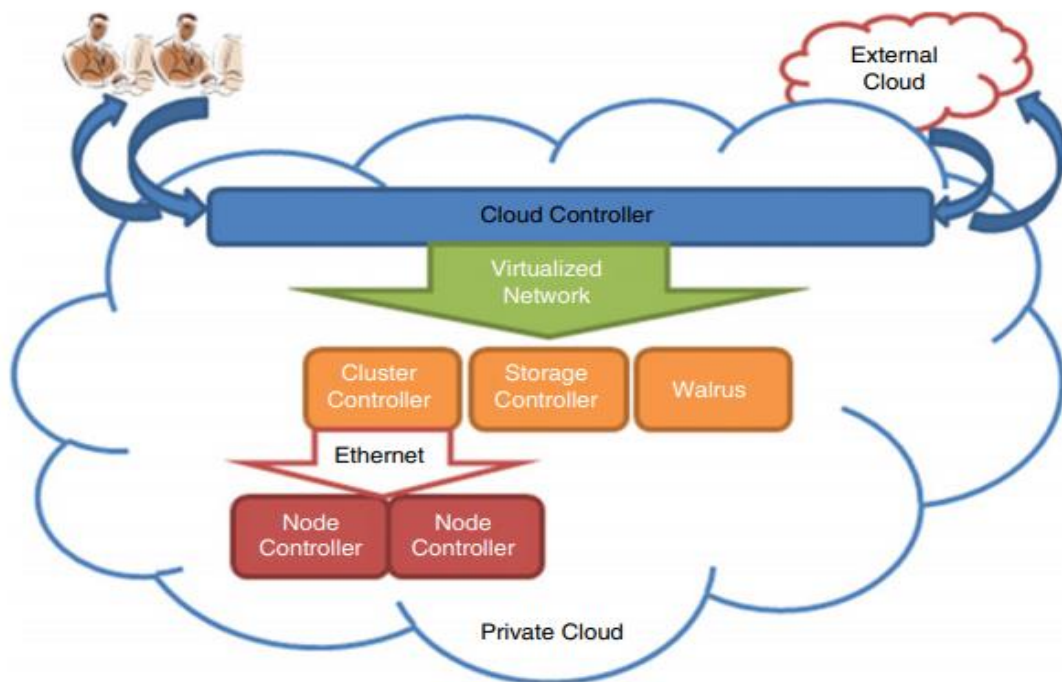 External
Cloud
Cloud Controller
Virtualized
Network
Cluster
Controller
Storage
Controller
Walrus
Ethernet
Node
Controller
Node
Controller
Private Cloud